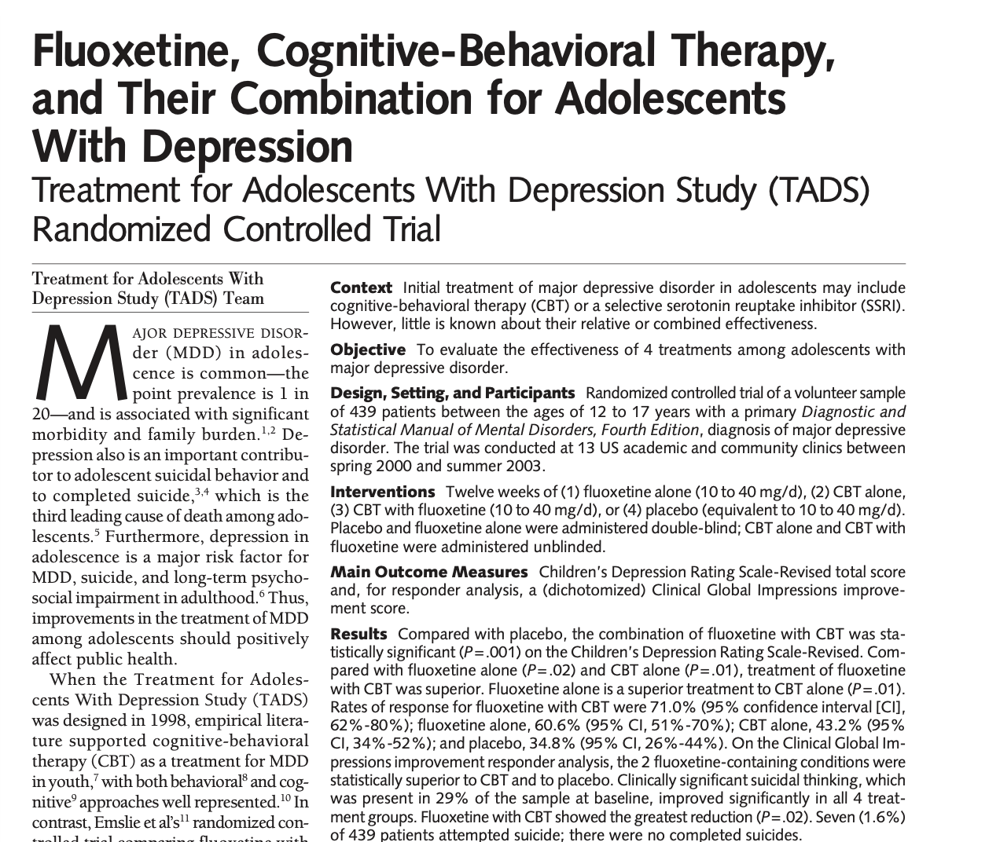 Fluoxetine, Cognitive-Behavioral Therapy,
and Their Combination for Adolescents
With Depression
Treatment for Adolescents With Depression Study (TADS)
Randomized Controlled Trial
Treatment for Adolescents With
Depression Study (TADS) Team
MAJOR DEPRESSIVE DISOR-
der (MDD) in adoles-
cence is common—the
point prevalence is 1 in
20—and is associated with significant
morbidity and family burden.1,2 De-
pression also is an important contribu-
tor to adolescent suicidal behavior and
to completed suicide,3,4 which is the
third leading cause of death among ado-
lescents.5 Furthermore, depression in
adolescence is a major risk factor for
MDD, suicide, and long-term psycho-
social impairment in adulthood.6 Thus,
improvements in the treatment of MDD
among adolescents should positively
affect public health.
When the Treatment for Adoles-
cents With Depression Study (TADS)
was designed in 1998, empirical litera-
ture supported cognitive-behavioral
therapy (CBT) as a treatment for MDD
in youth,7 with both behavioral8 and cog-
nitive9 approaches well represented.10 In
contrast, Emslie et al's11 randomized con-
trolled trial comparing fluoxetine with
Context Initial treatment of major depressive disorder in adolescents may include
cognitive-behavioral therapy (CBT) or a selective serotonin reuptake inhibitor (SSRI).
However, little is known about their relative or combined effectiveness.
Objective To evaluate the effectiveness of 4 treatments among adolescents with
major depressive disorder.
Design, Setting, and Participants Randomized controlled trial of a volunteer sample
of 439 patients between the ages of 12 to 17 years with a primary Diagnostic and
Statistical Manual of Mental Disorders, Fourth Edition, diagnosis of major depressive
disorder. The trial was conducted at 13 US academic and community clinics between
spring 2000 and summer 2003.
Interventions Twelve weeks of (1) fluoxetine alone (10 to 40 mg/d), (2) CBT alone,
(3) CBT with fluoxetine (10 to 40 mg/d), or (4) placebo (equivalent to 10 to 40 mg/d).
Placebo and fluoxetine alone were administered double-blind; CBT alone and CBT with
fluoxetine were administered unblinded.
Main Outcome Measures Children's Depression Rating Scale-Revised total score
and, for responder analysis, a (dichotomized) Clinical Global Impressions improve-
ment score.
Results Compared with placebo, the combination of fluoxetine with CBT was sta-
tistically significant (P=.001) on the Children's Depression Rating Scale-Revised. Com-
pared with fluoxetine alone (P=.02) and CBT alone (P=.01), treatment of fluoxetine
with CBT was superior. Fluoxetine alone is a superior treatment to CBT alone (P=.01).
Rates of response for fluoxetine with CBT were 71.0% (95% confidence interval [CI],
62%-80%); fluoxetine alone, 60.6% (95% CI, 51%-70%); CBT alone, 43.2% (95%
CI, 34%-52%); and placebo, 34.8% (95% CI, 26%-44%). On the Clinical Global Im-
pressions improvement responder analysis, the 2 fluoxetine-containing conditions were
statistically superior to CBT and to placebo. Clinically significant suicidal thinking, which
was present in 29% of the sample at baseline, improved significantly in all 4 treat-
ment groups. Fluoxetine with CBT showed the greatest reduction (P=.02). Seven (1.6%)
of 439 patients attempted suicide; there were no completed suicides.